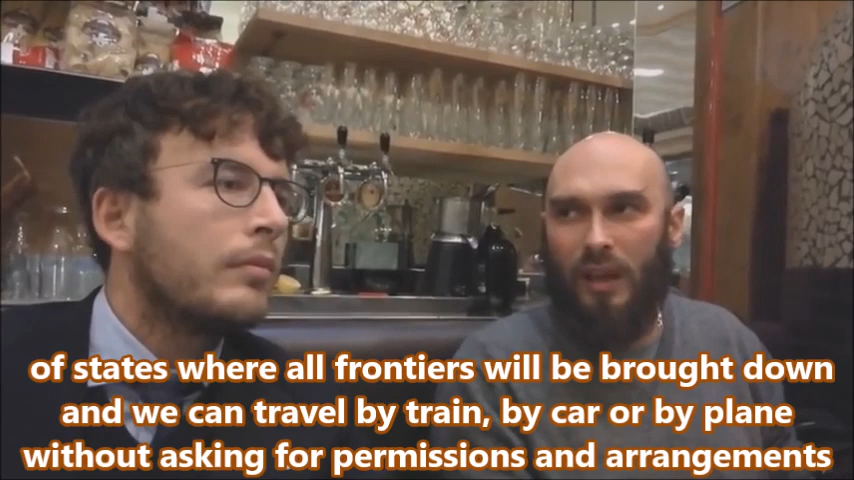 of states where all frontiers will be brought down
and we can travel by train, by car or by plane
without asking for permissions and arrangements